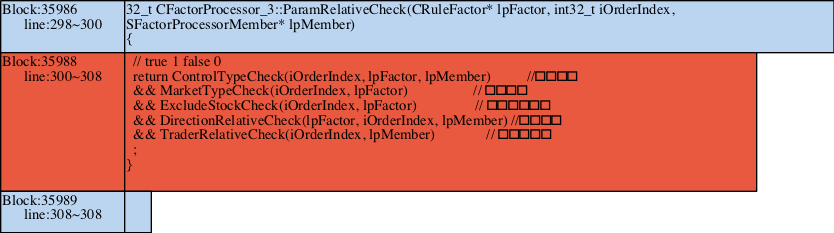 Block:35986
line:298~300
32_t CFactorProcessor_3::ParamRelativeCheck(CRuleFactor* lpFactor, int32_t iOrderIndex,
SFactorProcessorMember* lpMember)
{
Block:35988
line:300~308
// true 1 false 0
return ControlTypeCheck(iOrderIndex, lpFactor, lpMember) //□□□□
&& MarketTypeCheck(iOrderIndex, lpFactor) // □□□□
&& ExcludeStockCheck(iOrderIndex, lpFactor) // □□□□□□
&& DirectionRelativeCheck(lpFactor, iOrderIndex, lpMember) //□□□□
&& TraderRelativeCheck(iOrderIndex, lpMember) // □□□□□
;
}
Block:35989
line:308~308